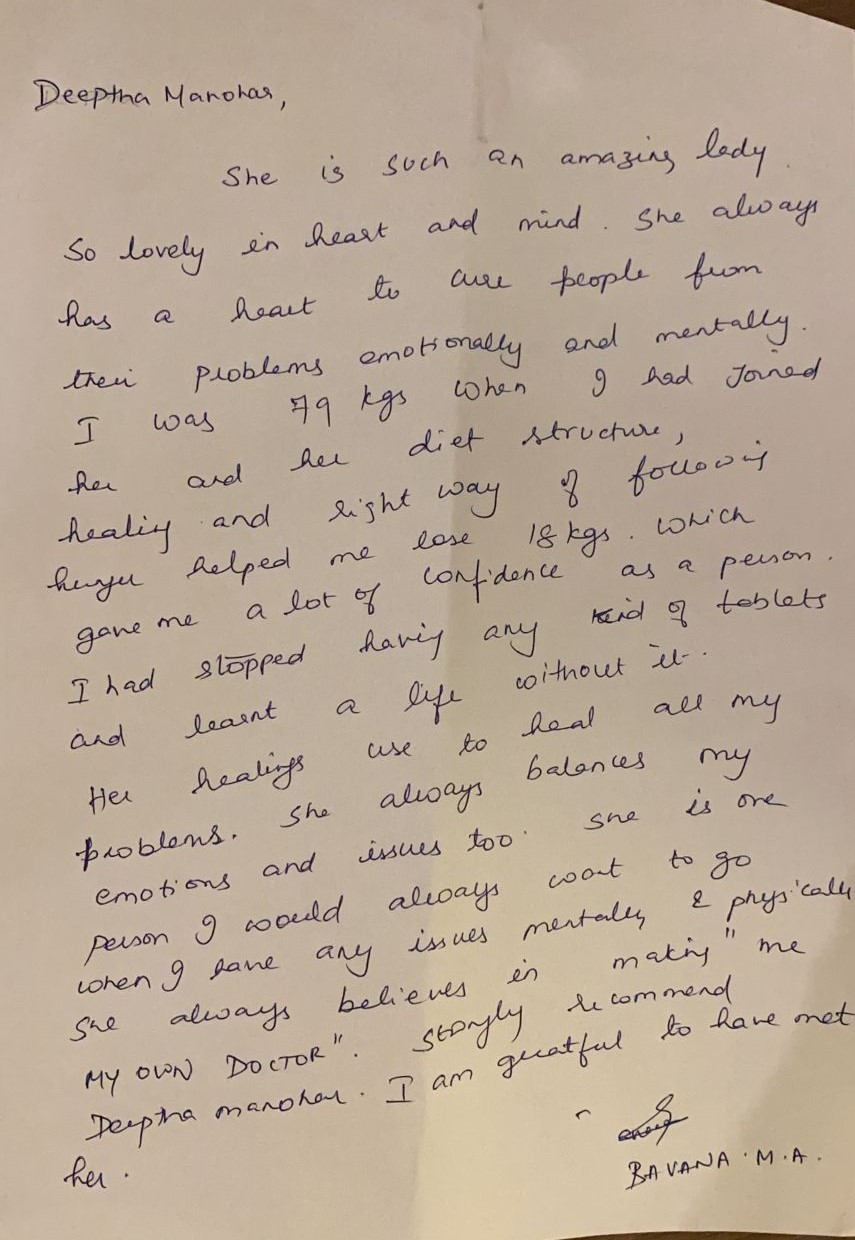 Deeptha Manohar,
She is such an amazing lady.
So lovely in heart and mind. She always
has a heart to cure people from
their problems emotionally and mentally.
I was 79 kgs when I had Joined
her and her diet structure,
healing and right way of following
hunger helped me lose 18 kgs. which
gave me a lot of confidence as a person.
I had stopped having any kind of tablets
and learnt a life without it.
Her healings use to heal all my
problems. She always balances my
emotions and issues too. She is one
person I would always want to go
when I have any issues mentally & physically
She always believes in making "me
MY OWN DOCTOR". Stongly recommend
Deeptha manohar. I am greatful to have met
her.
BAVANA. M.A.